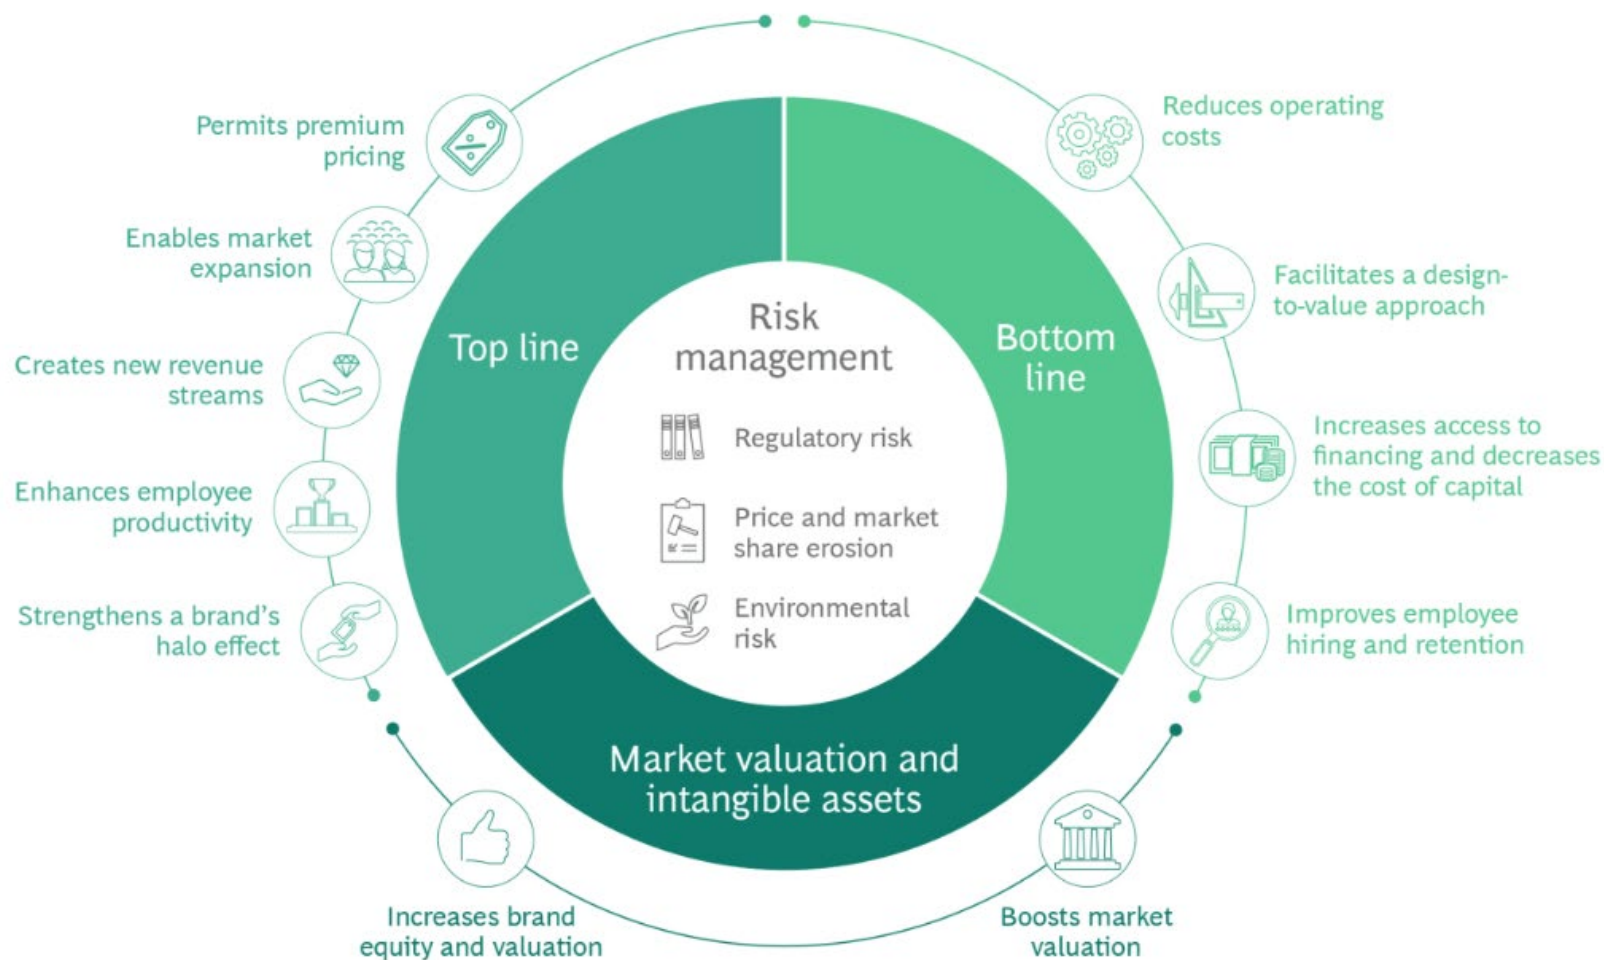 Permits premium
pricing
Enables market
expansion
Creates new revenue
streams
Enhances employee
productivity
Strengthens a brand’s
halo effect
Top line
Risk
management
Regulatory risk
Price and market
share erosion
Environmental
risk
Bottom
line
Reduces operating
costs
Facilitates a design-
to-value approach
Increases access to
financing and decreases
the cost of capital
Improves employee
hiring and retention
Market valuation and
intangible assets
Increases brand
equity and valuation
Boosts market
valuation